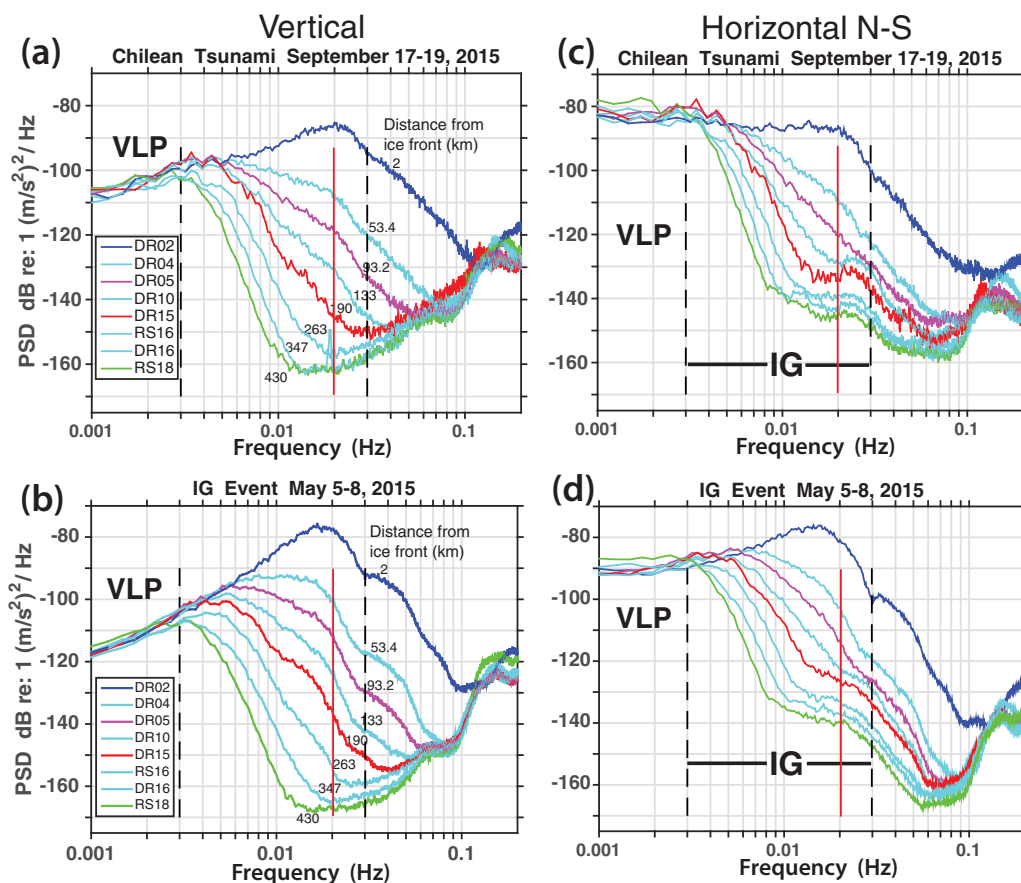 Vertical
Horizontal N-S
(a)
Chilean Tsunami September 17-19, 2015
PSD dB re: 1 (m/s²)²/ Hz
-80
-100
-120
-140
-160
VLP
Distance from
ice front (km)
2
53.4
93.2
133
190
263
347
430
DR02
DR04
DR05
DR10
DR15
RS16
DR16
RS18
0.001
0.01
0.1
Frequency (Hz)
(c)
Chilean Tsunami September 17-19, 2015
-80
-100
-120
-140
-160
VLP
IG
0.001
0.01
0.1
Frequency (Hz)
(b)
IG Event May 5-8, 2015
PSD dB re: 1 (m/s²)²/ Hz
-80
-100
-120
-140
-160
VLP
Distance from
ice front (km)
2
53.4
93.2
133
190
263
347
430
DR02
DR04
DR05
DR10
DR15
RS16
DR16
RS18
0.001
0.01
0.1
Frequency (Hz)
(d)
IG Event May 5-8, 2015
-80
-100
-120
-140
-160
VLP
IG
0.001
0.01
0.1
Frequency (Hz)